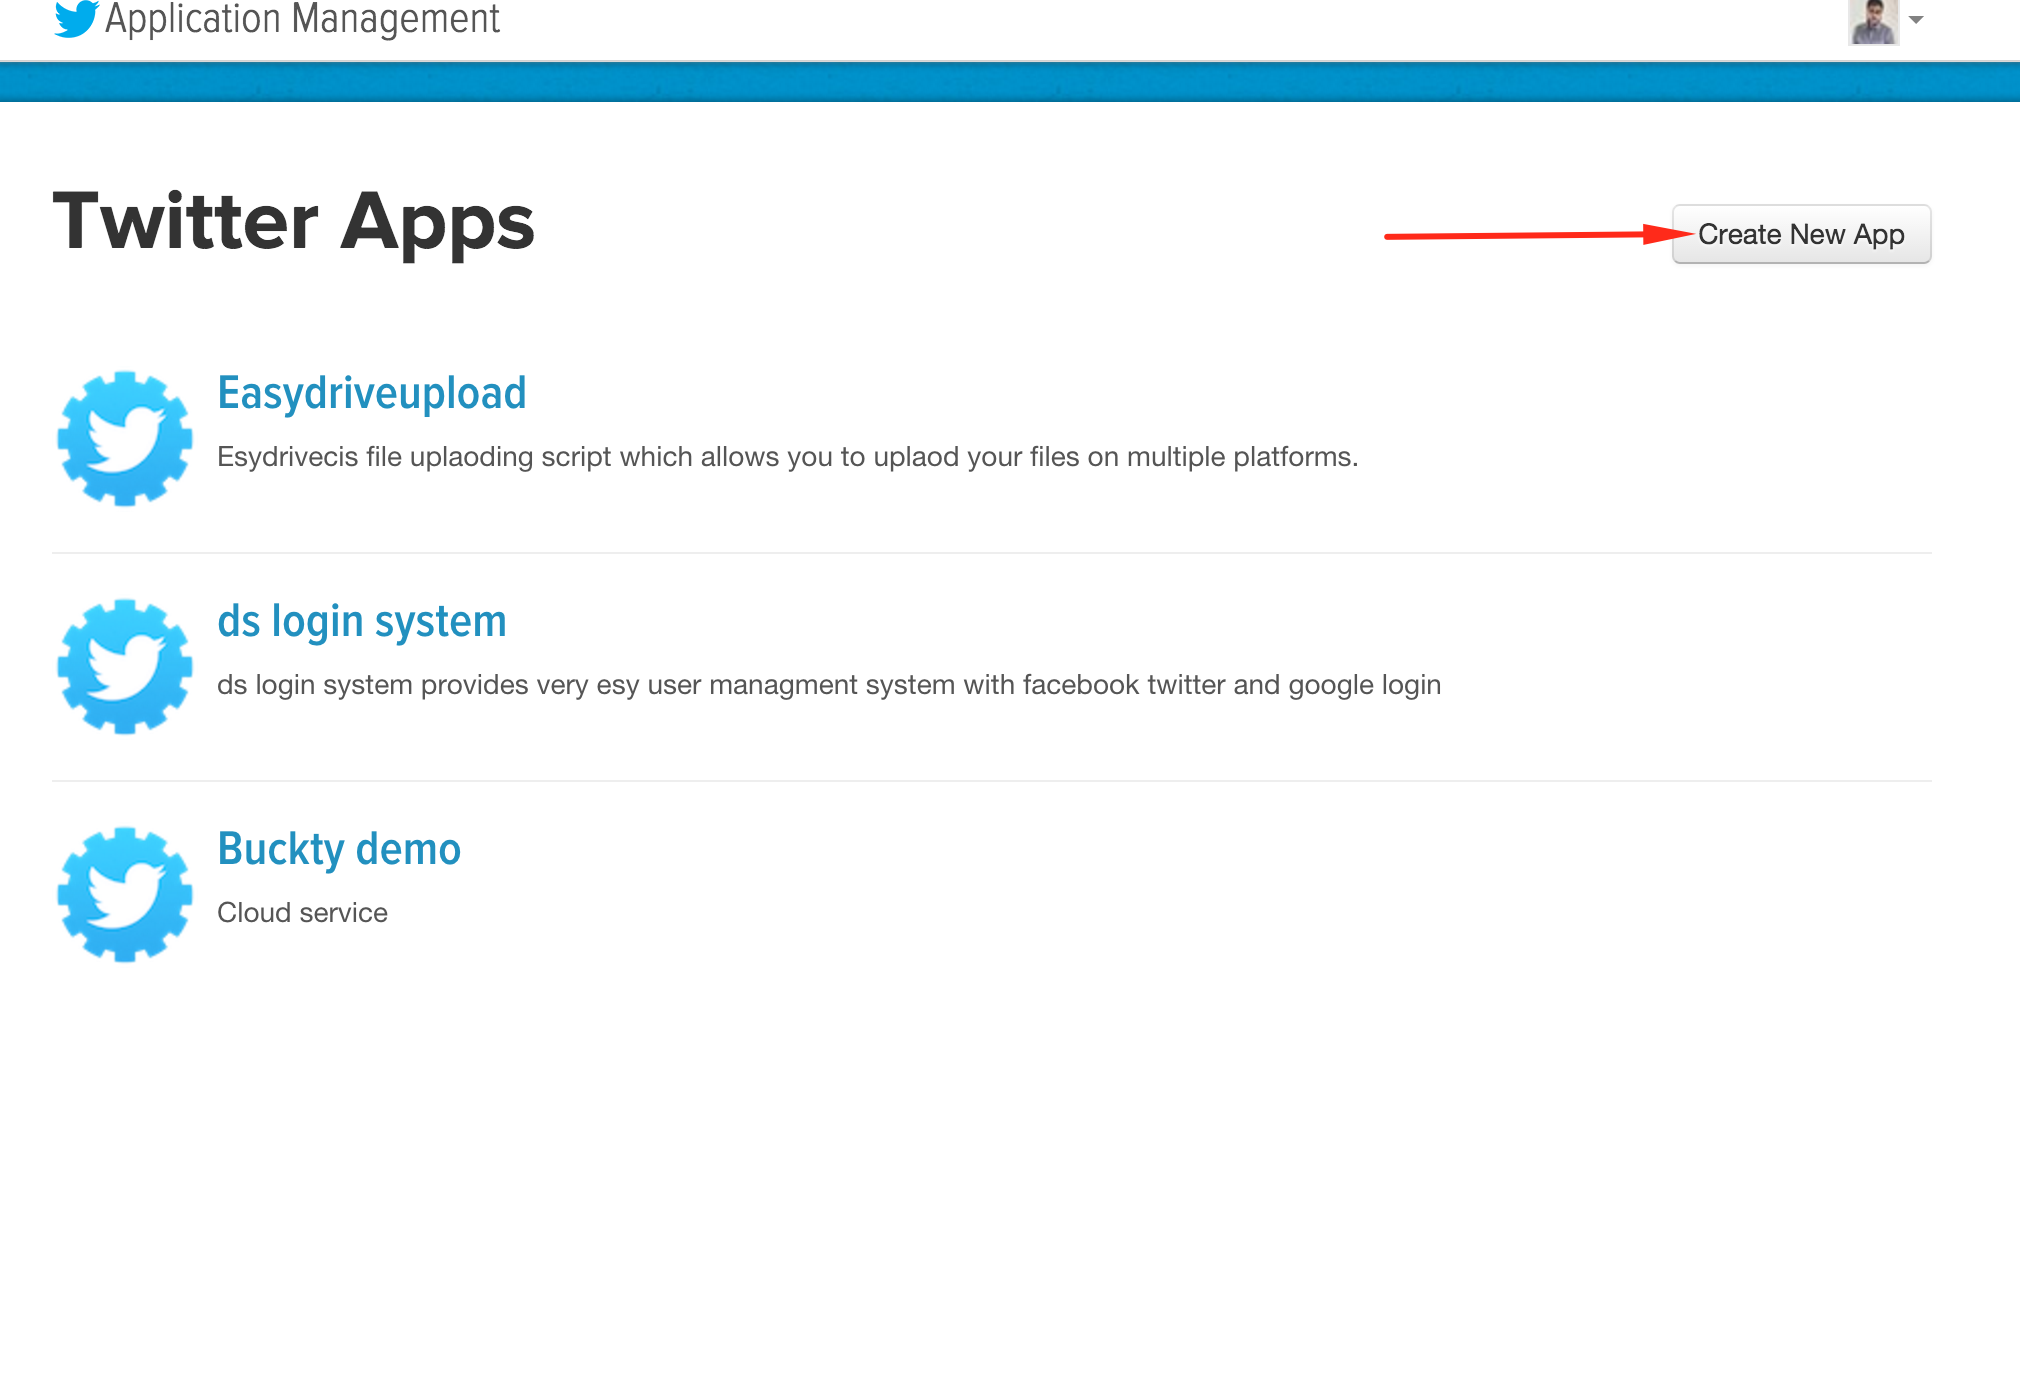 Application Management
Twitter Apps
Create New App
Easydriveupload
Esydrivecis file uplaoding script which allows you to uplaod your files on multiple platforms.
ds login system
ds login system provides very esy user managment system with facebook twitter and google login
Buckty demo
Cloud service